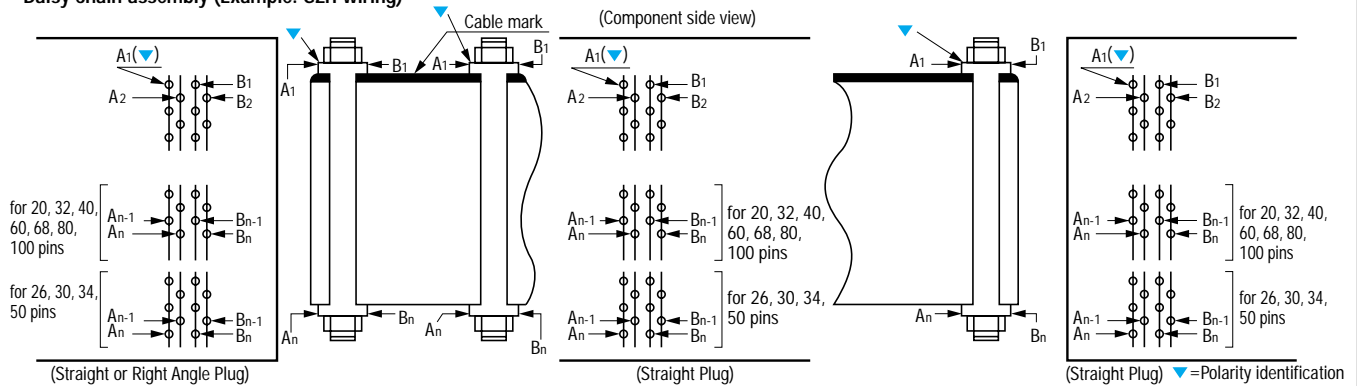 Daisy chain assembly (Example: CZH wiring)
(Component side view)
Cable mark
A1(▼)
B1
A2
B2
for 20, 32, 40,
60, 68, 80,
100 pins
An-1
An
Bn-1
Bn
for 26, 30, 34,
50 pins
An-1
An
Bn-1
Bn
(Straight or Right Angle Plug)
A1
B1
A1
B1
An
Bn
An
Bn
A1(▼)
B1
A2
B2
An-1
An
Bn-1
Bn
for 20, 32, 40,
60, 68, 80,
100 pins
An-1
An
Bn-1
Bn
for 26, 30, 34,
50 pins
(Straight Plug)
A1
B1
An
Bn
A1(▼)
B1
A2
B2
An-1
An
Bn-1
Bn
for 20, 32, 40,
60, 68, 80,
100 pins
An-1
An
Bn-1
Bn
for 26, 30, 34,
50 pins
(Straight Plug) ▼=Polarity identification